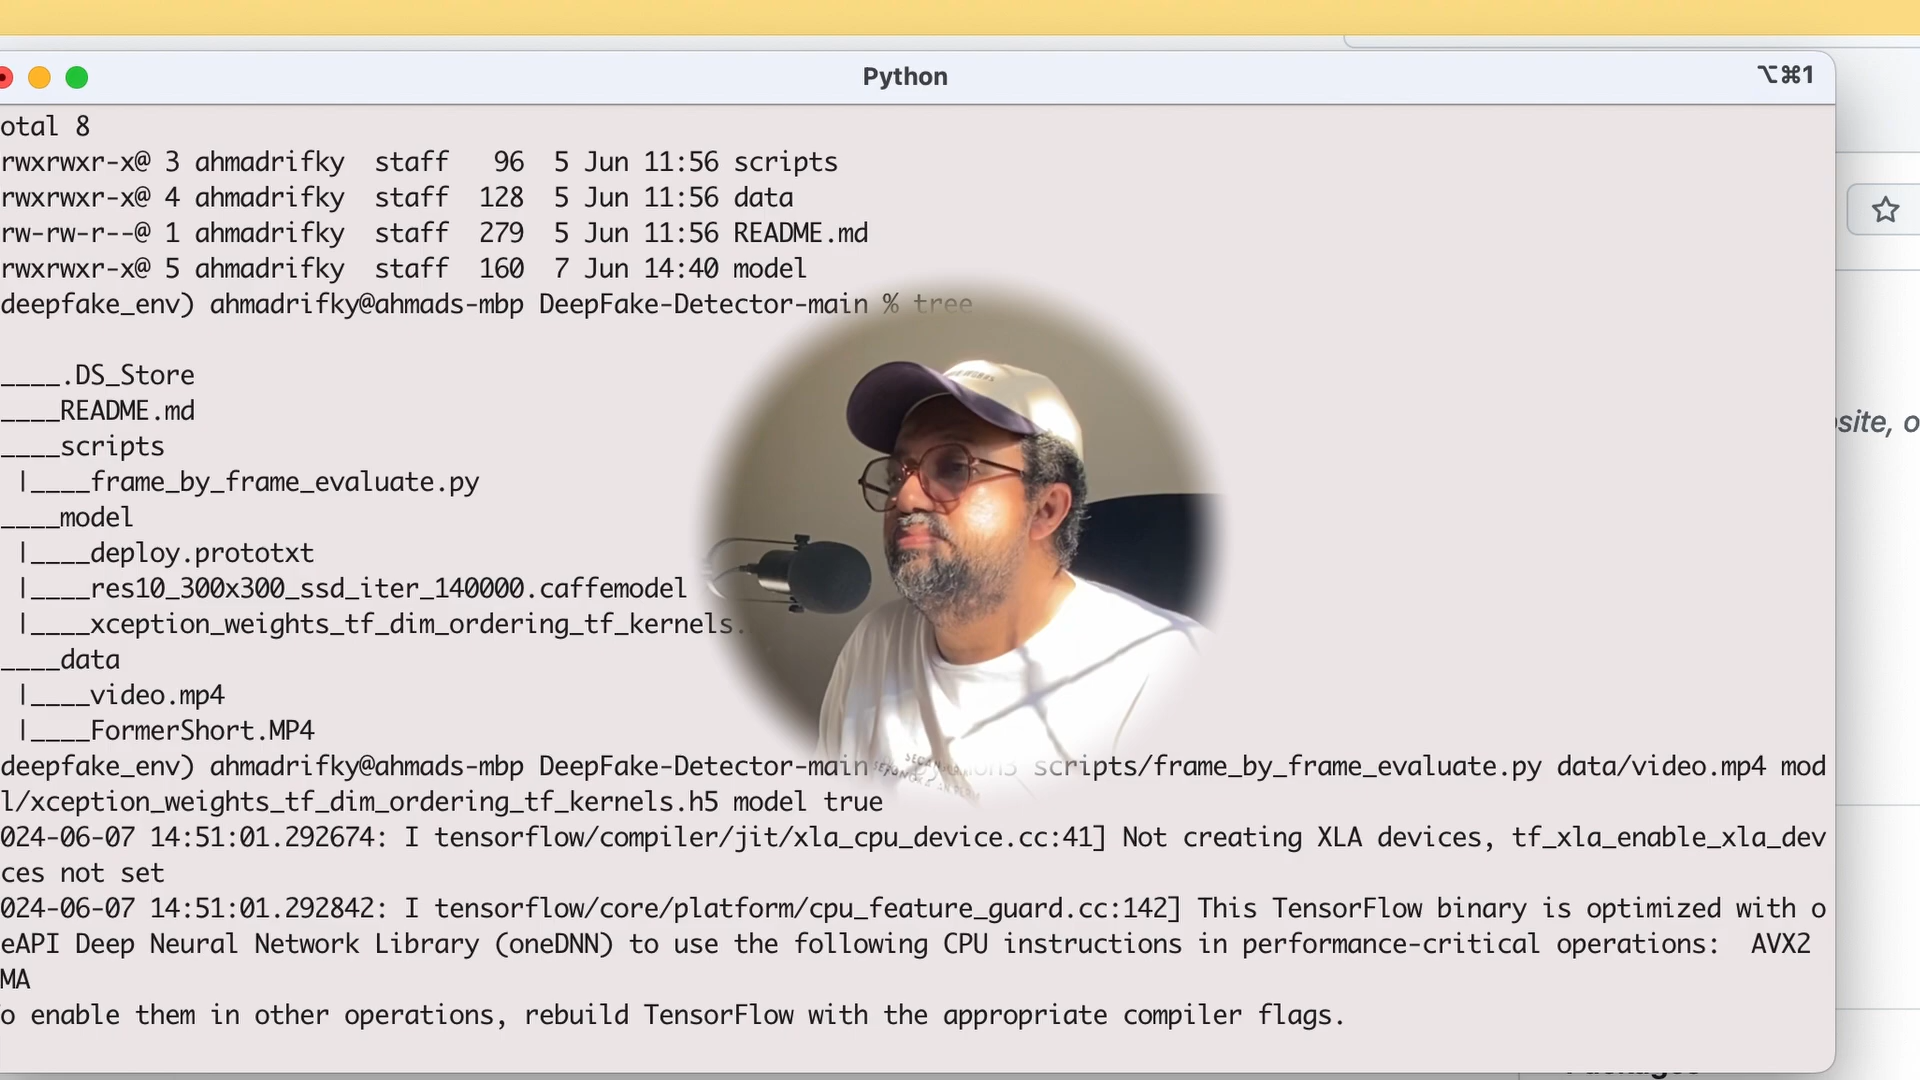 Python
⌥⌘1
otal 8
rwxrwxr-x@ 3 ahmadrifky staff 96 5 Jun 11:56 scripts
rwxrwxr-x@ 4 ahmadrifky staff 128 5 Jun 11:56 data
rw-rw-r--@ 1 ahmadrifky staff 279 5 Jun 11:56 README.md
rwxrwxr-x@ 5 ahmadrifky staff 160 7 Jun 14:40 model
deepfake_env) ahmadrifky@ahmads-mbp DeepFake-Detector-main % tree
____.DS_Store
____README.md
____scripts
|____frame_by_frame_evaluate.py
____model
|____deploy.prototxt
|____res10_300x300_ssd_iter_140000.caffemodel
|____xception_weights_tf_dim_ordering_tf_kernels.
____data
|____video.mp4
|____FormerShort.MP4
deepfake_env) ahmadrifky@ahmads-mbp DeepFake-Detector-main scripts/frame_by_frame_evaluate.py data/video.mp4 mod
l/xception_weights_tf_dim_ordering_tf_kernels.h5 model true
024-06-07 14:51:01.292674: I tensorflow/compiler/jit/xla_cpu_device.cc:41] Not creating XLA devices, tf_xla_enable_xla_dev
ces not set
024-06-07 14:51:01.292842: I tensorflow/core/platform/cpu_feature_guard.cc:142] This TensorFlow binary is optimized with o
eAPI Deep Neural Network Library (oneDNN) to use the following CPU instructions in performance-critical operations: AVX2
MA
o enable them in other operations, rebuild TensorFlow with the appropriate compiler flags.
site, o